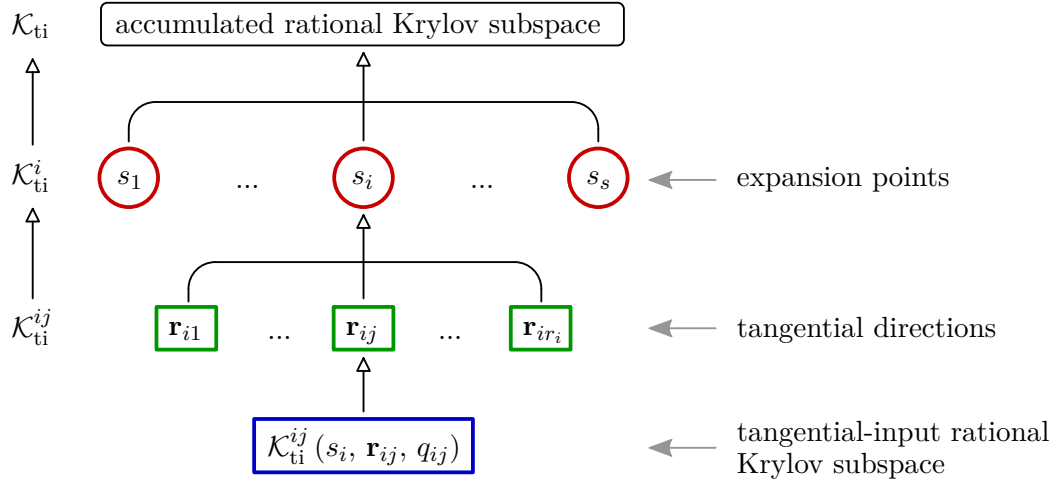 𝒦_ti accumulated rational Krylov subspace
𝒦_ti^i s_1 ... s_i ... s_s expansion points
𝒦_ti^ij r_i1 ... r_ij ... r_ir_i tangential directions
𝒦_ti^ij (s_i, r_ij, q_ij) tangential-input rational
Krylov subspace